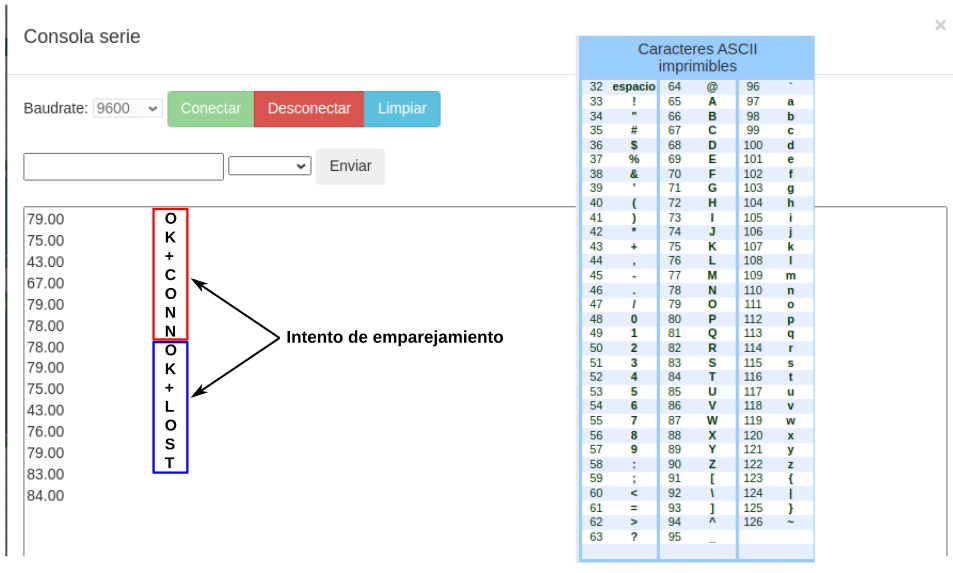 Consola serie
×
Baudrate: 9600 Conectar Desconectar Limpiar
Enviar
79.00
75.00
43.00
67.00
79.00
78.00
78.00
79.00
75.00
43.00
76.00
79.00
83.00
84.00
O
K
+
C
O
N
N
O
K
+
L
O
S
T
Intento de emparejamiento
Caracteres ASCII
imprimibles
32 espacio 64 @ 96 `
33 ! 65 A 97 a
34 " 66 B 98 b
35 # 67 C 99 c
36 $ 68 D 100 d
37 % 69 E 101 e
38 & 70 F 102 f
39 ' 71 G 103 g
40 ( 72 H 104 h
41 ) 73 I 105 i
42 * 74 J 106 j
43 + 75 K 107 k
44 , 76 L 108 l
45 - 77 M 109 m
46 . 78 N 110 n
47 / 79 O 111 o
48 0 80 P 112 p
49 1 81 Q 113 q
50 2 82 R 114 r
51 3 83 S 115 s
52 4 84 T 116 t
53 5 85 U 117 u
54 6 86 V 118 v
55 7 87 W 119 w
56 8 88 X 120 x
57 9 89 Y 121 y
58 : 90 Z 122 z
59 ; 91 [ 123 {
60 < 92 \ 124 |
61 = 93 ] 125 }
62 > 94 ^ 126 ~
63 ? 95 _